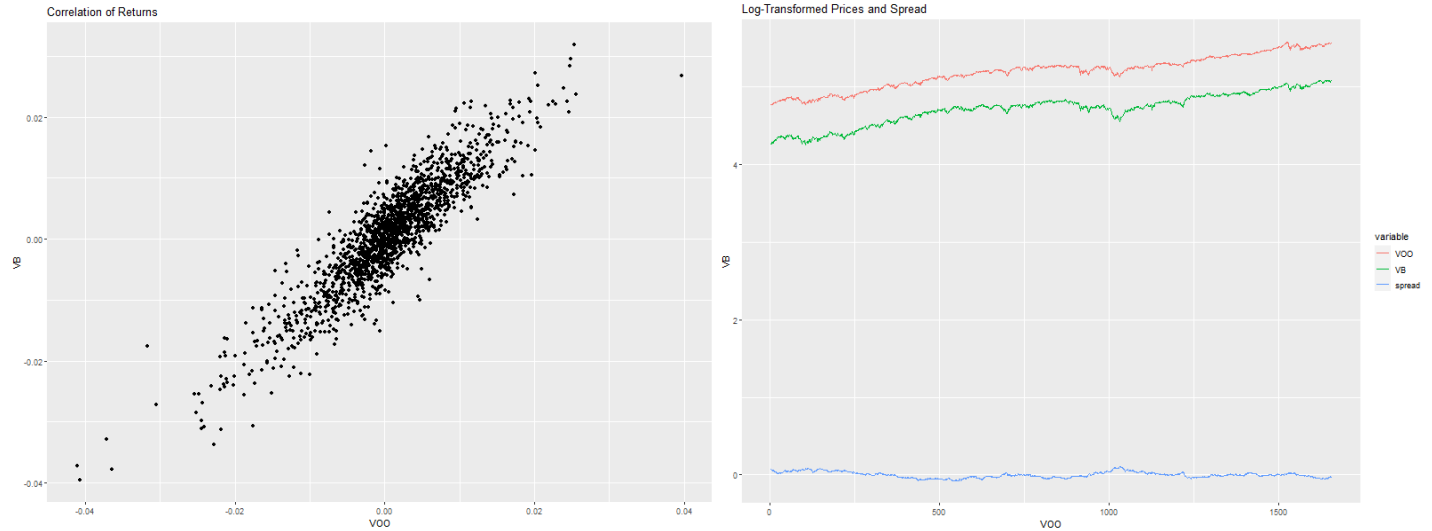 Correlation of Returns
VB
0.02
0.00
-0.02
-0.04
-0.04
-0.02
0.00
0.02
0.04
VOO
Log-Transformed Prices and Spread
VB
4
2
0
0
500
1000
1500
VOO
variable
VOO
VB
spread